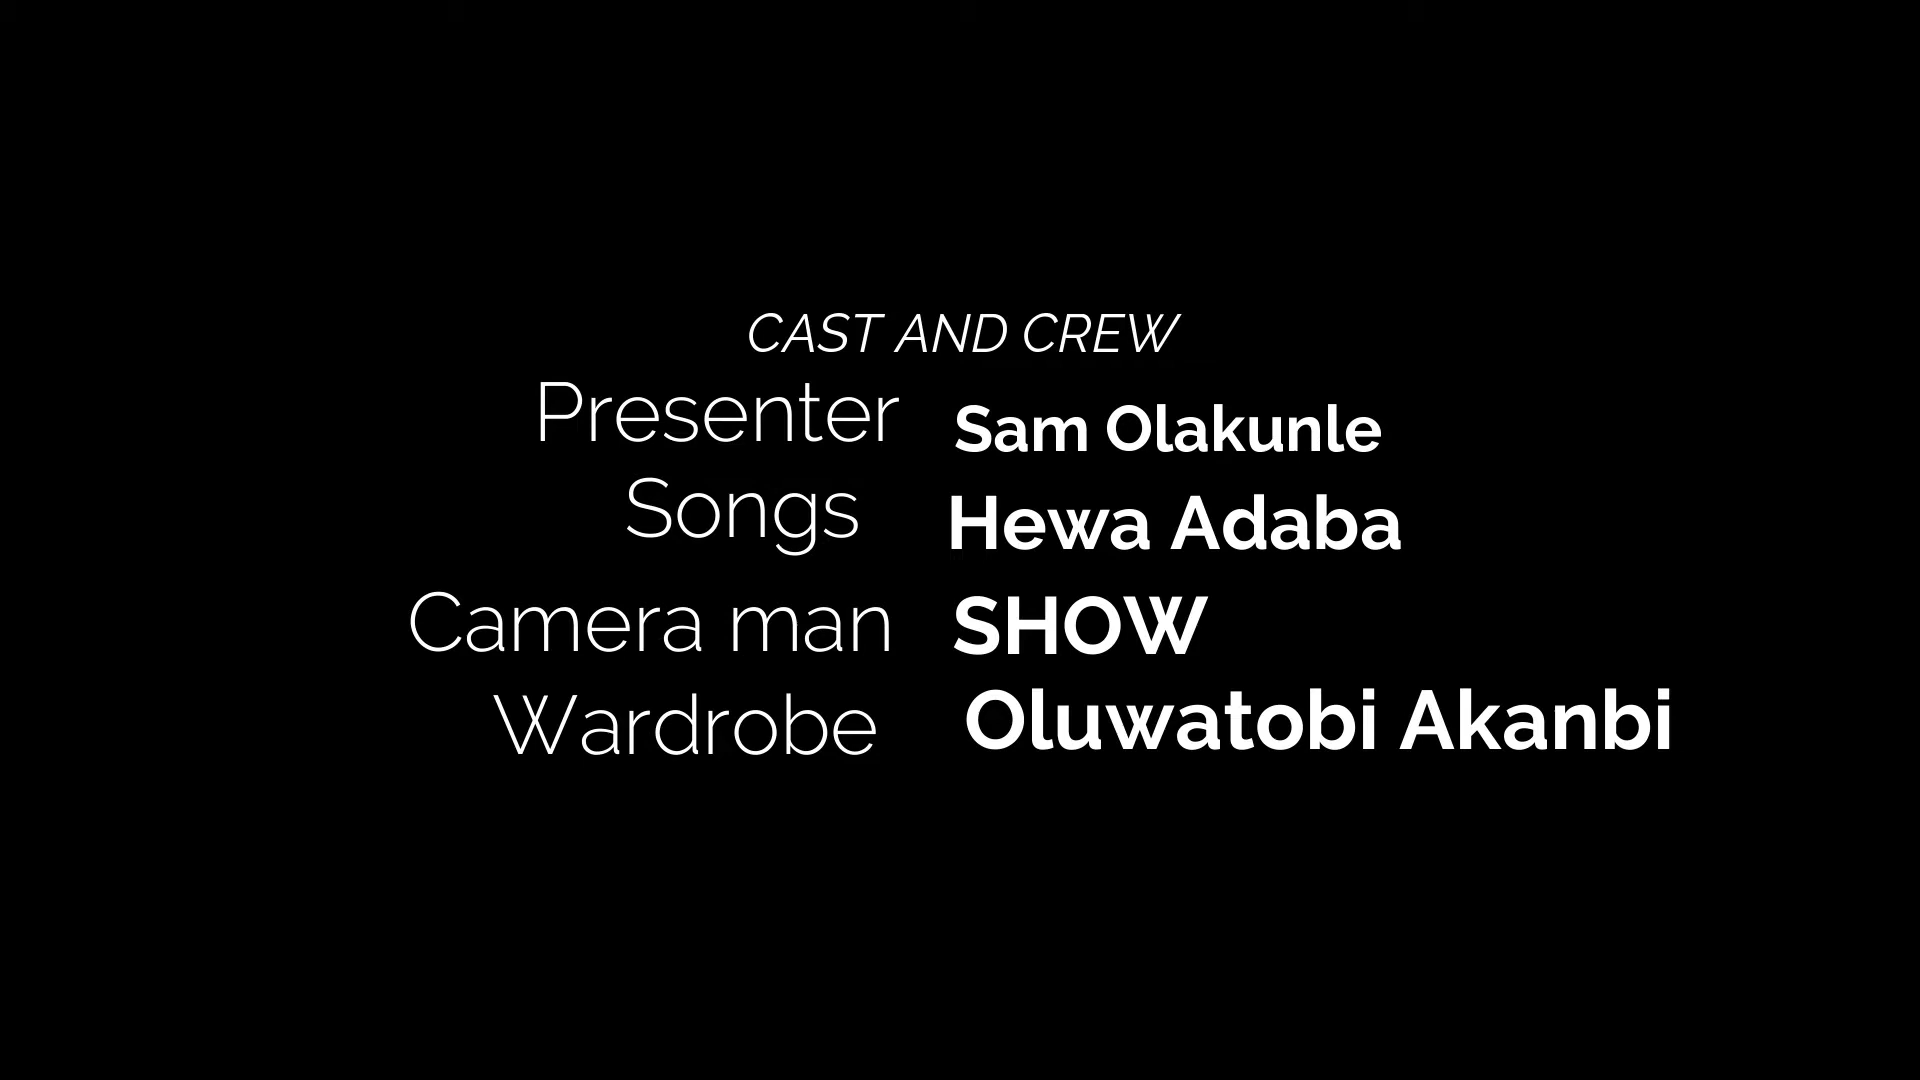 CAST AND CREW
Presenter Sam Olakunle
Songs Hewa Adaba
Camera man SHOW
Wardrobe Oluwatobi Akanbi